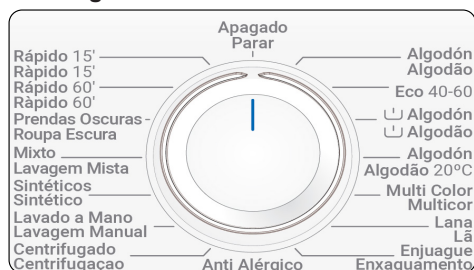 Apagado
Parar
Rápido 15'
Ràpido 15'
Rápido 60'
Ràpido 60'
Prendas Oscuras
Roupa Escura
Mixto
Lavagem Mista
Sintéticos
Sintético
Lavado a Mano
Lavagem Manual
Centrifugado
Centrifugaçao
Anti Alérgico
Algodón
Algodão
Eco 40-60
Algodón
Algodão
Algodón
Algodão 20ºC
Multi Color
Multicor
Lana
Lã
Enjuague
Enxaguamento